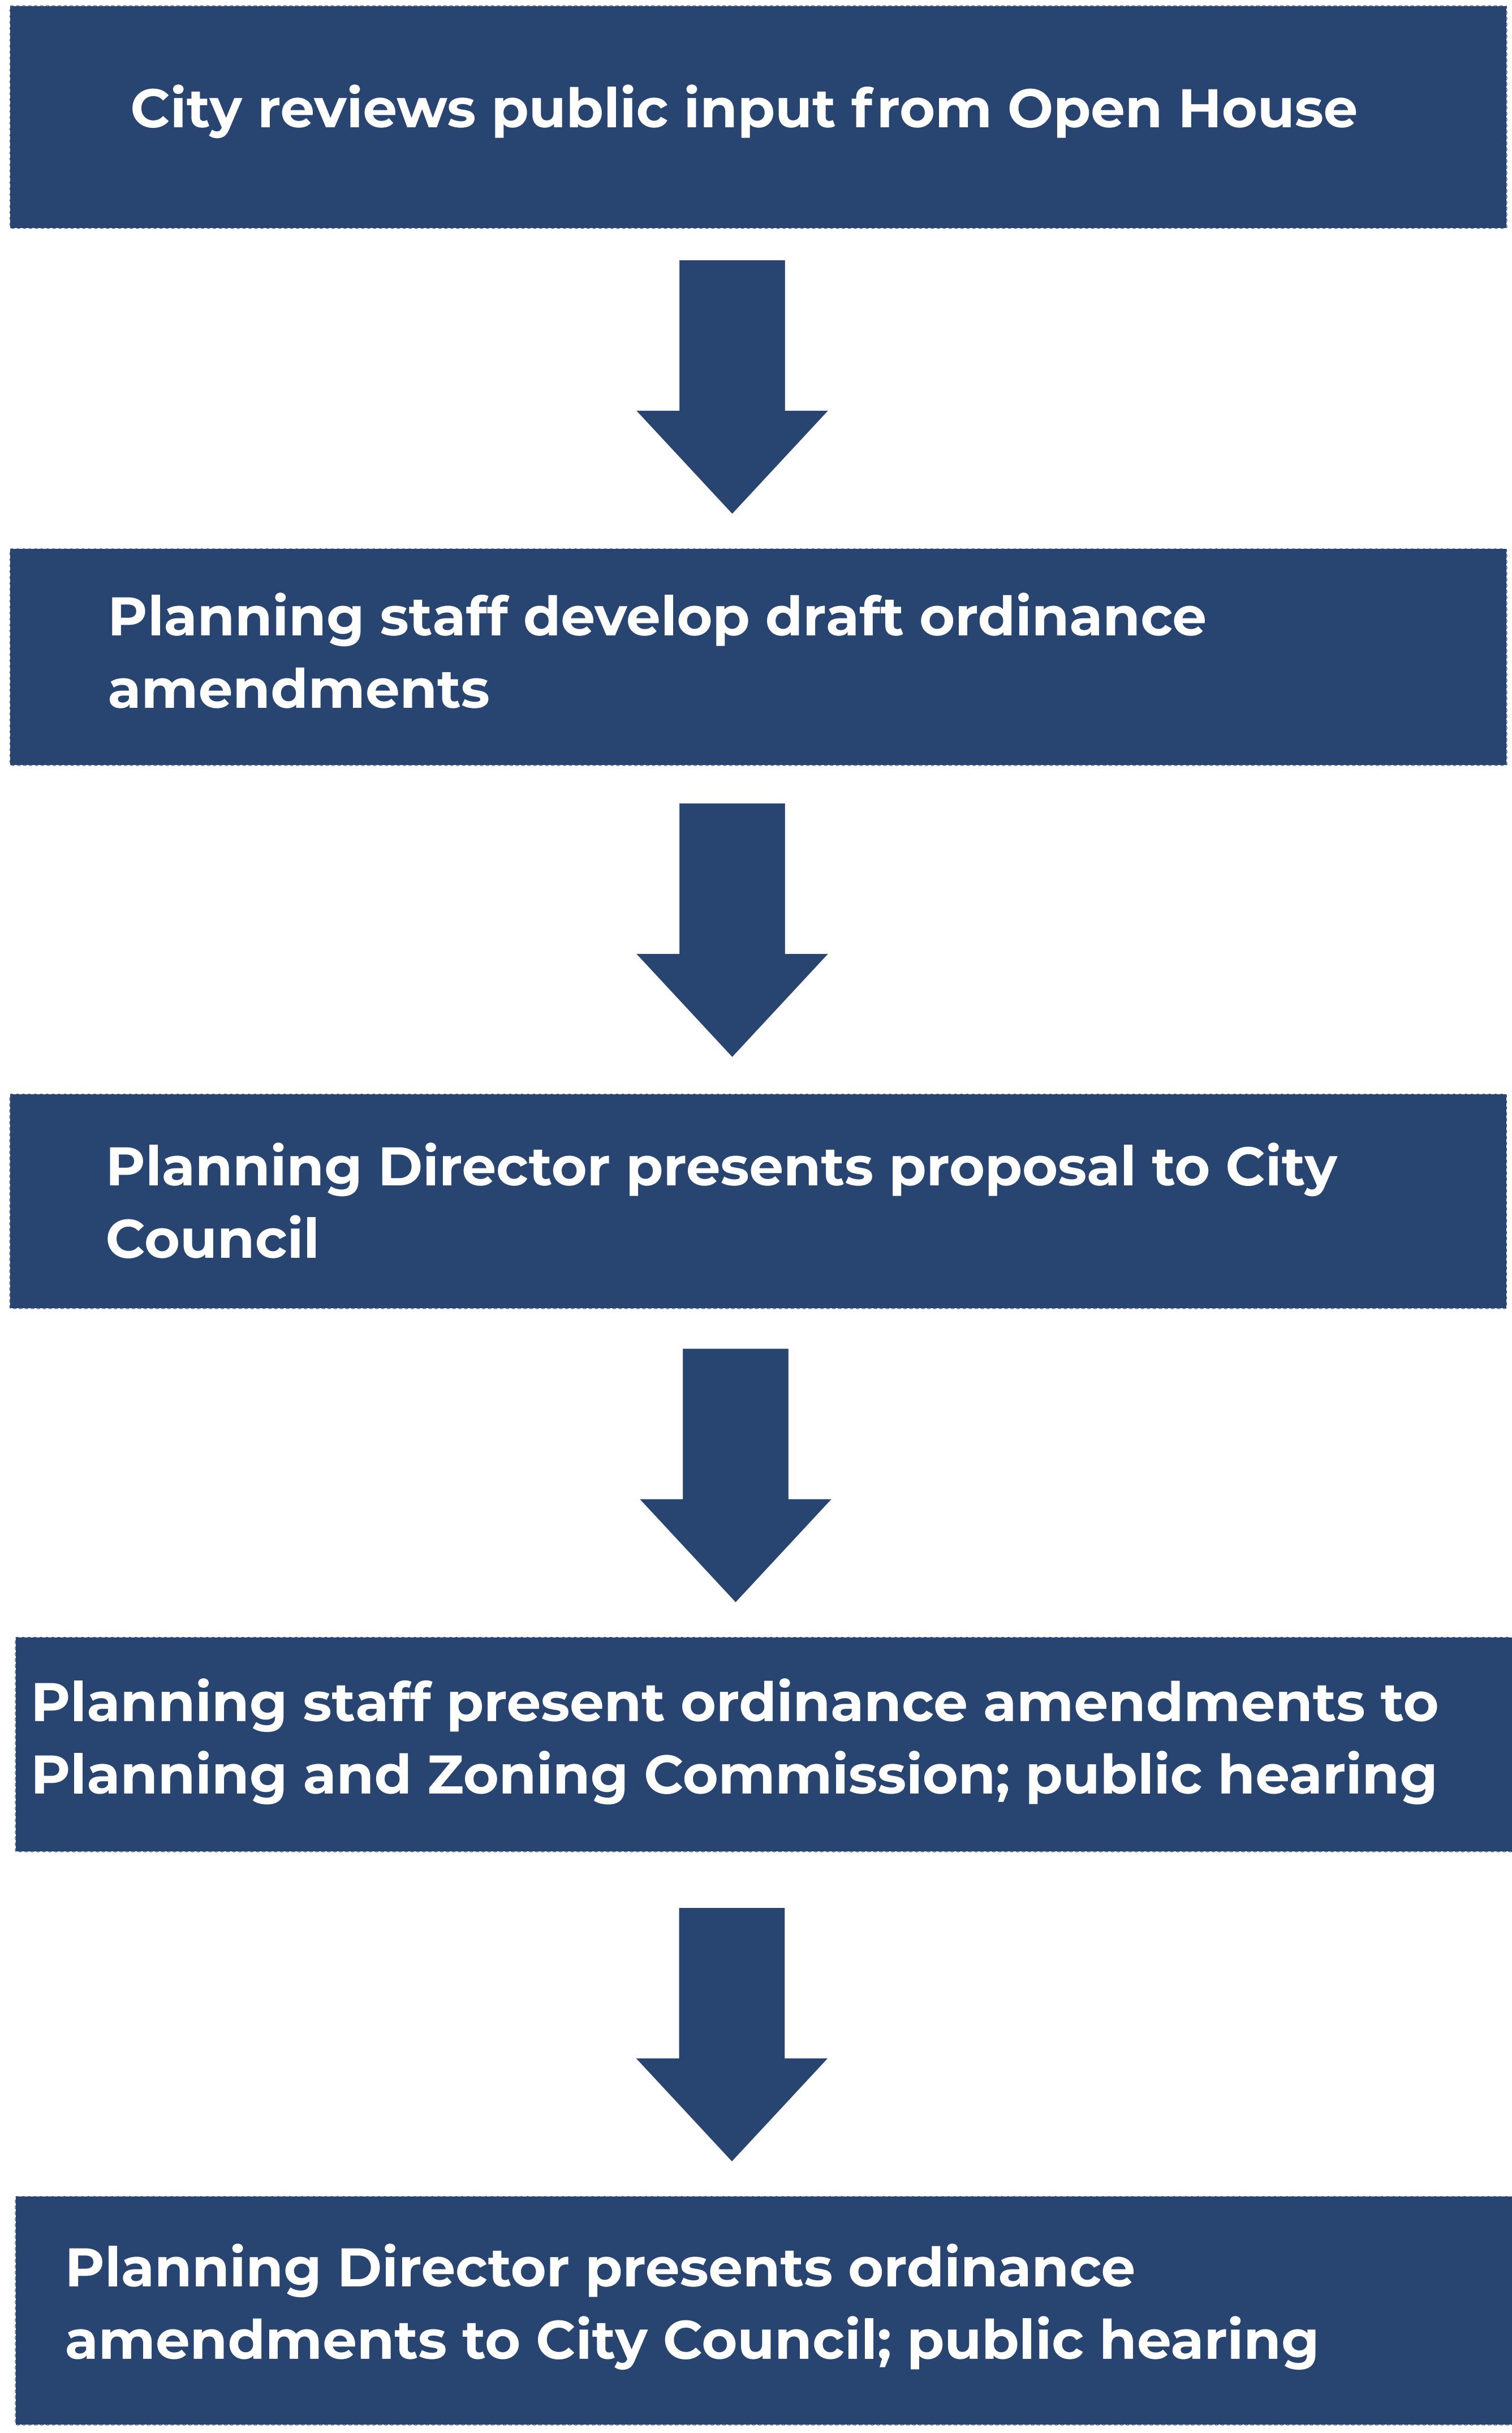 City reviews public input from Open House
Planning staff develop draft ordinance
amendments
Planning Director presents proposal to City
Council
Planning staff present ordinance amendments to
Planning and Zoning Commission; public hearing
Planning Director presents ordinance
amendments to City Council; public hearing